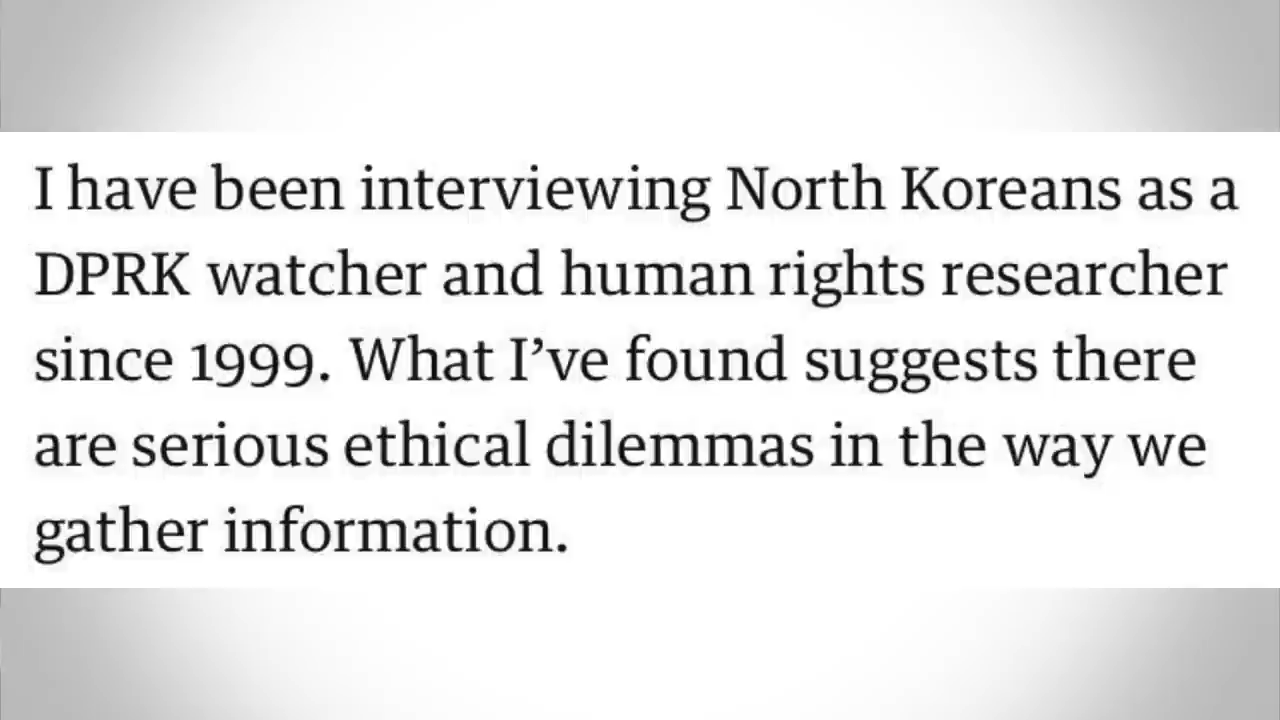 I have been interviewing North Koreans as a
DPRK watcher and human rights researcher
since 1999. What I’ve found suggests there
are serious ethical dilemmas in the way we
gather information.